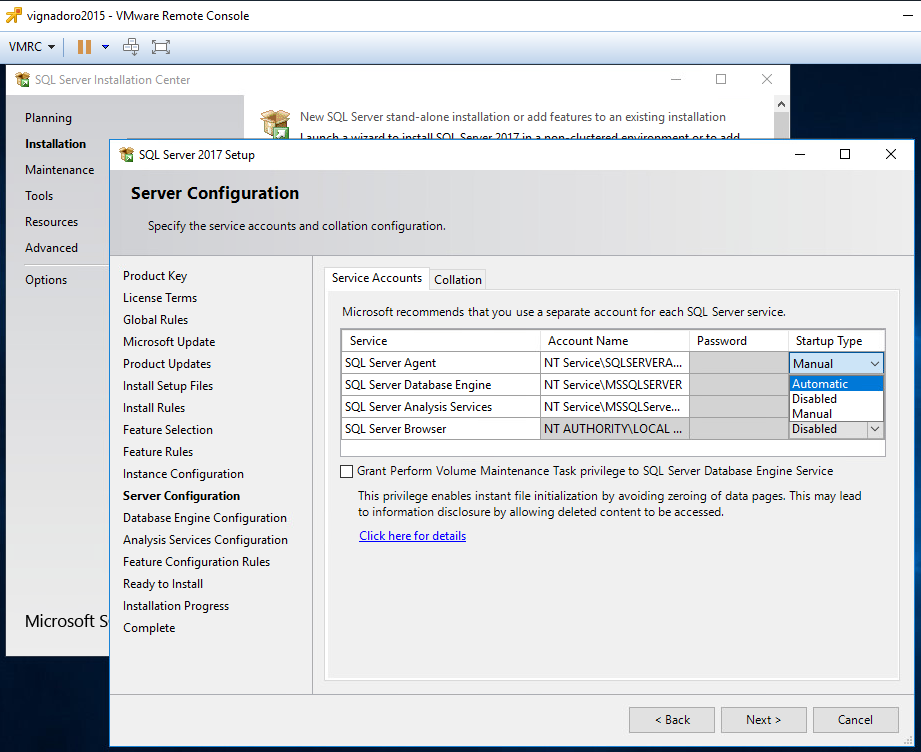 vignadoro2015 - VMware Remote Console
VMRC
SQL Server Installation Center
Planning
Installation
Maintenance
Tools
Resources
Advanced
Options
New SQL Server stand-alone installation or add features to an existing installation
Launch a wizard to install SQL Server 2017 in a non-clustered environment or to add
Microsoft S
SQL Server 2017 Setup
Server Configuration
Specify the service accounts and collation configuration.
Product Key
License Terms
Global Rules
Microsoft Update
Product Updates
Install Setup Files
Install Rules
Feature Selection
Feature Rules
Instance Configuration
Server Configuration
Database Engine Configuration
Analysis Services Configuration
Feature Configuration Rules
Ready to Install
Installation Progress
Complete
Service Accounts Collation
Microsoft recommends that you use a separate account for each SQL Server service.
Service Account Name Password Startup Type
SQL Server Agent NT Service\SQLSERVERA... Manual
SQL Server Database Engine NT Service\MSSQLSERVER Automatic
Disabled
SQL Server Analysis Services NT Service\MSSQLServe... Manual
SQL Server Browser NT AUTHORITY\LOCAL ... Disabled
Grant Perform Volume Maintenance Task privilege to SQL Server Database Engine Service
This privilege enables instant file initialization by avoiding zeroing of data pages. This may lead
to information disclosure by allowing deleted content to be accessed.
Click here for details
< Back Next > Cancel